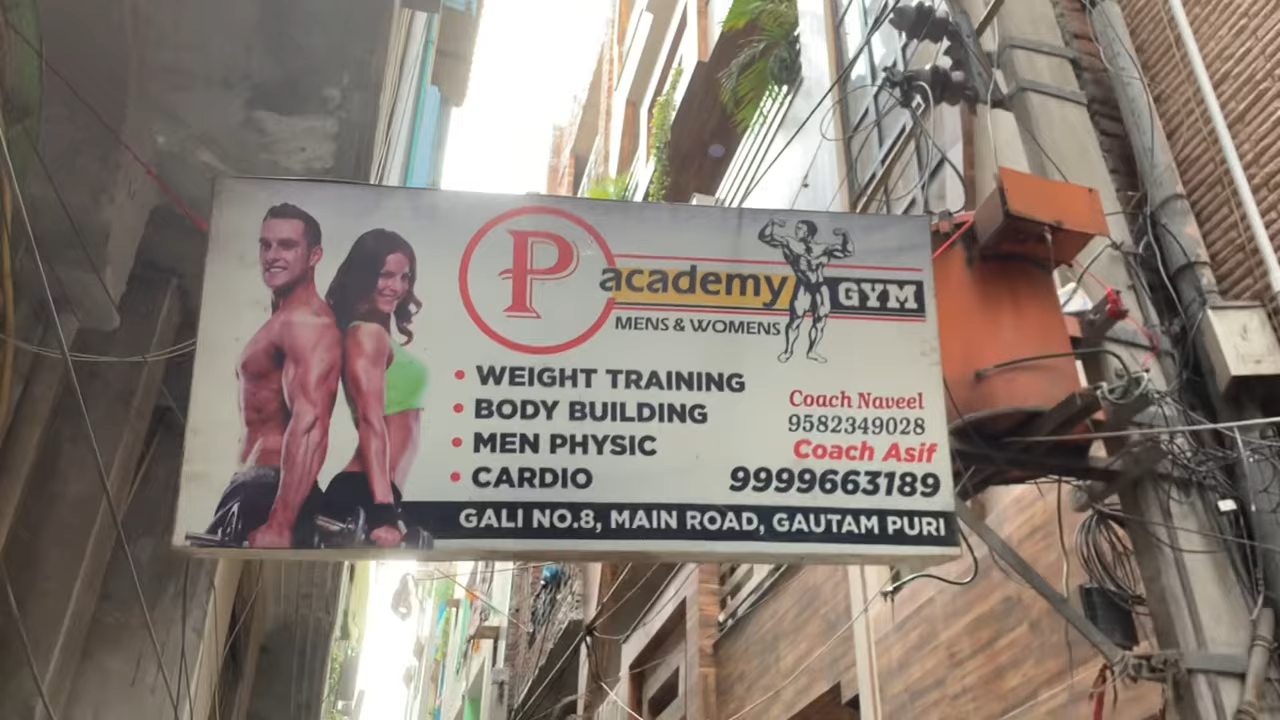 P academy GYM
MENS & WOMENS
• WEIGHT TRAINING
• BODY BUILDING
• MEN PHYSIC
• CARDIO
Coach Naveel
9582349028
Coach Asif
9999663189
GALI NO.8, MAIN ROAD, GAUTAM PURI